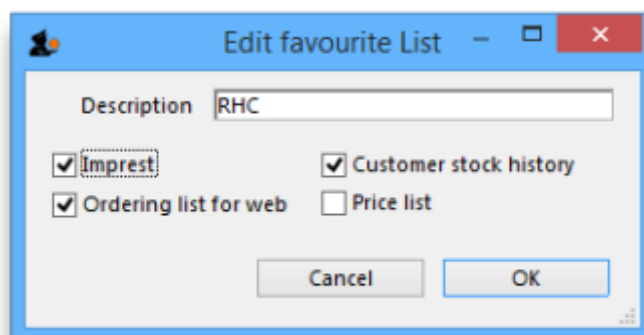 Edit favourite List
Description RHC
Imprest Customer stock history
Ordering list for web Price list
Cancel OK